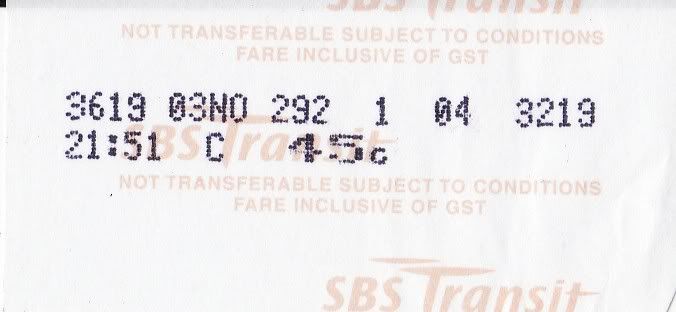 SBS Transit
NOT TRANSFERABLE SUBJECT TO CONDITIONS
FARE INCLUSIVE OF GST
3619 03NO 292 1 04 3219
21:51 C 45c
SBS Transit
NOT TRANSFERABLE SUBJECT TO CONDITIONS
FARE INCLUSIVE OF GST
SBS Transit